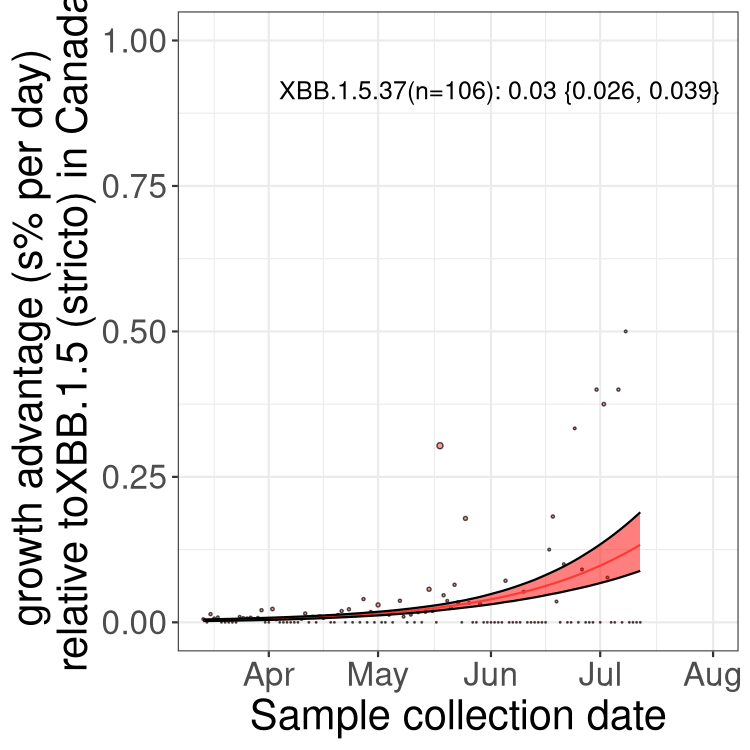 growth advantage (s% per day)
relative toXBB.1.5 (stricto) in Canada
1.00
0.75
0.50
0.25
0.00
XBB.1.5.37(n=106): 0.03 {0.026, 0.039}
Apr May Jun Jul Aug
Sample collection date